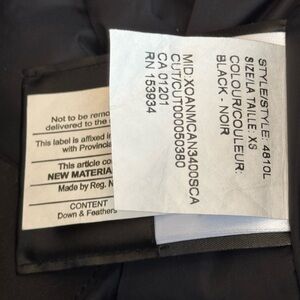 STYLE/STYLE: 4810L
SIZE/LA TAILLE: XS
COLOUR/COULEUR:
BLACK - NOIR
MID: XOANMCAN3400SCA
CUT/CUT000050380
CA 01201
RN 153934
Not to be remo
delivered to the
This label is affixed in
with Provincia
This article co
NEW MATERIA
Made by Reg. N
CONTENT
Down & Feathers